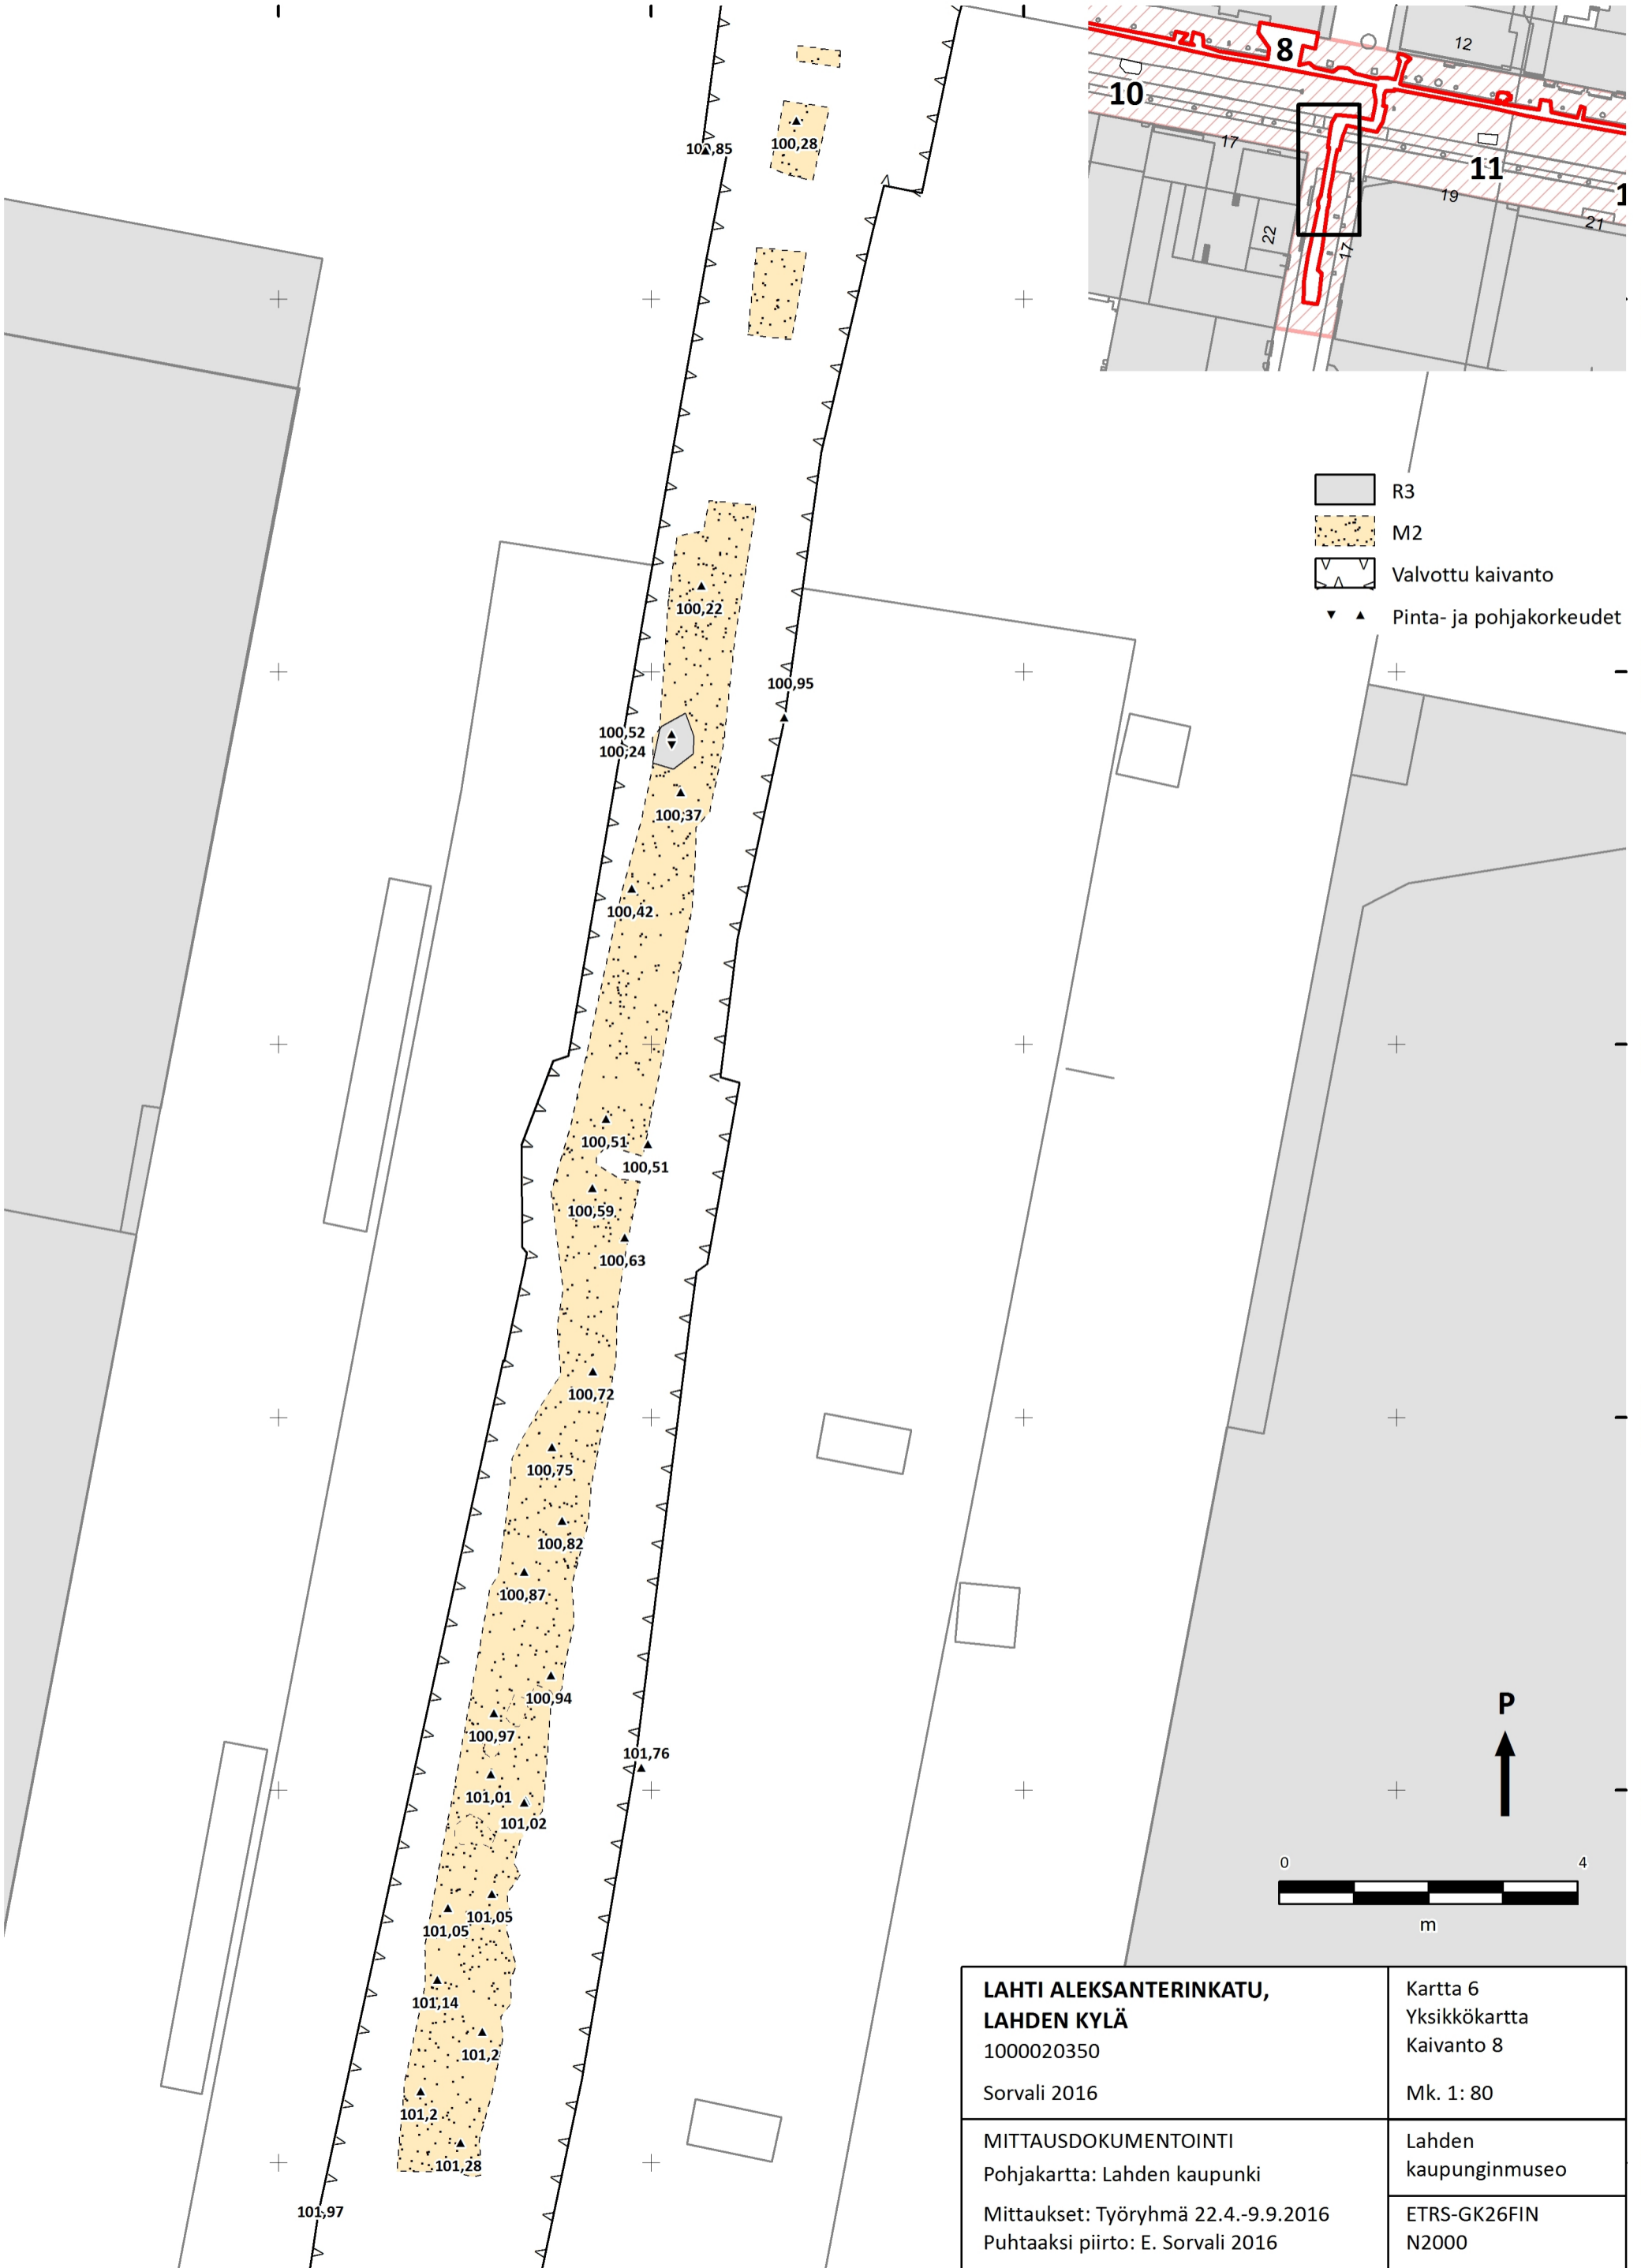 8
12
10
17
11
1
19
21
22
17
100,28
100,85
R3
M2
Valvottu kaivanto
Pinta- ja pohjakorkeudet
100,22
100,95
100,52
100,24
100,37
100,42
100,51
100,51
100,59
100,63
100,72
100,75
100,82
100,87
100,94
100,97
101,76
101,01
101,02
101,05
101,05
101,14
101,2
101,2
101,28
101,97
P
0 4
m
LAHTI ALEKSANTERINKATU,
LAHDEN KYLÄ
1000020350
Sorvali 2016
Kartta 6
Yksikkökartta
Kaivanto 8
Mk. 1: 80
MITTAUSDOKUMENTOINTI
Pohjakartta: Lahden kaupunki
Mittaukset: Työryhmä 22.4.-9.9.2016
Puhtaaksi piirto: E. Sorvali 2016
Lahden
kaupunginmuseo
ETRS-GK26FIN
N2000